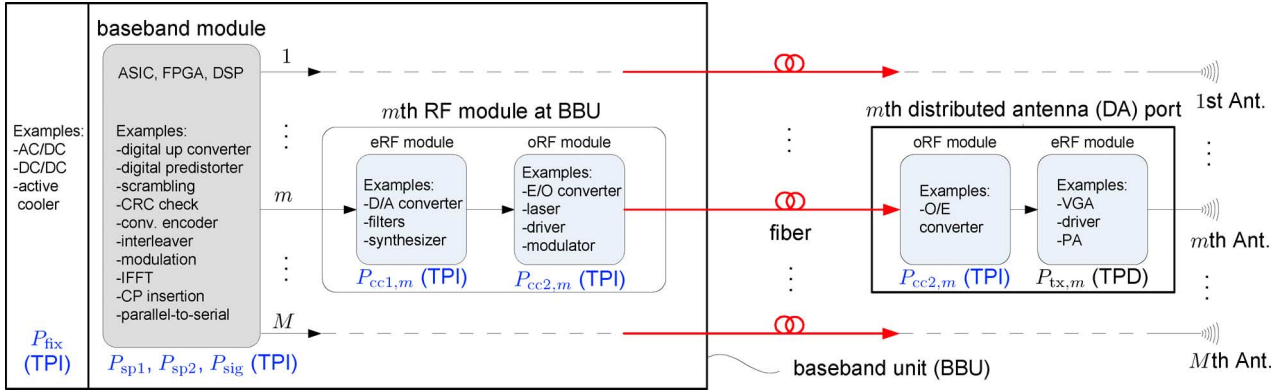 Examples:
-AC/DC
-DC/DC
-active
cooler
P_fix
(TPI)
baseband module
ASIC, FPGA, DSP
Examples:
-digital up converter
-digital predistorter
-scrambling
-CRC check
-conv. encoder
-interleaver
-modulation
-IFFT
-CP insertion
-parallel-to-serial
P_sp1, P_sp2, P_sig (TPI)
1
m
M
mth RF module at BBU
eRF module
Examples:
-D/A converter
-filters
-synthesizer
P_cc1,m (TPI)
oRF module
Examples:
-E/O converter
-laser
-driver
-modulator
P_cc2,m (TPI)
baseband unit (BBU)
fiber
mth distributed antenna (DA) port
oRF module
Examples:
-O/E
converter
P_cc2,m (TPI)
eRF module
Examples:
-VGA
-driver
-PA
P_tx,m (TPD)
1st Ant.
mth Ant.
Mth Ant.